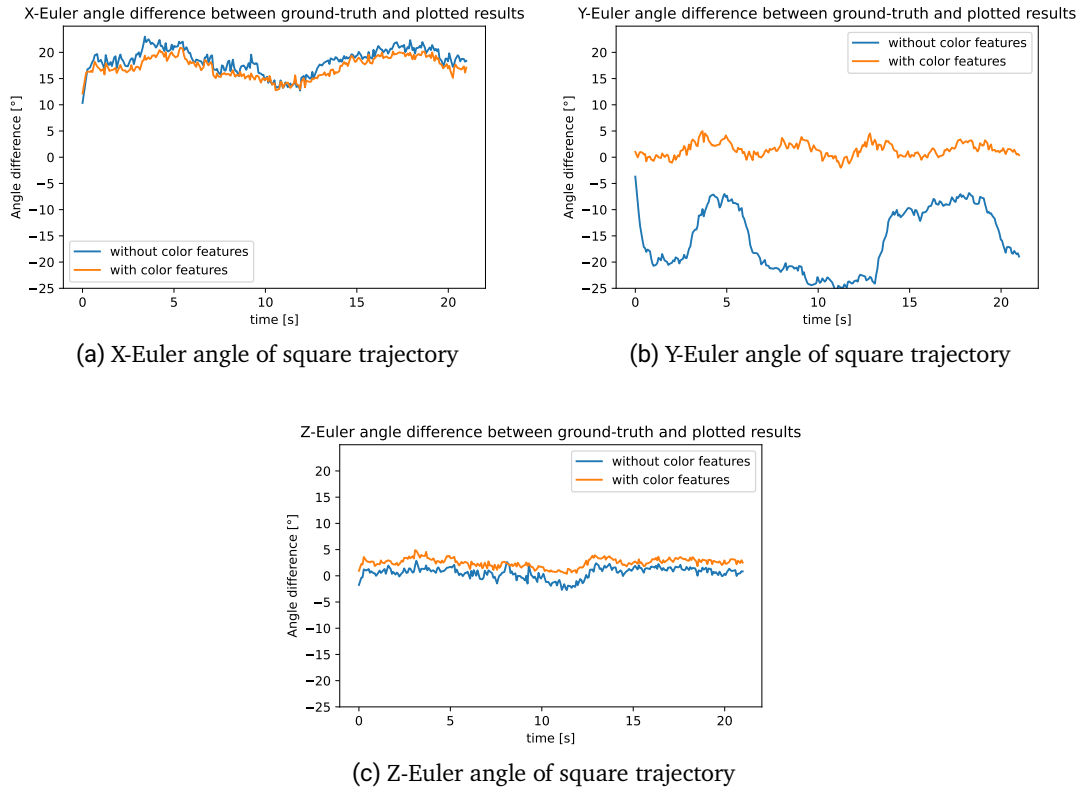 X-Euler angle difference between ground-truth and plotted results
20
15
10
5
0
−5
−10
−15
−20
−25
Angle difference [°]
without color features
with color features
0
5
10
15
20
time [s]
(a) X-Euler angle of square trajectory
Y-Euler angle difference between ground-truth and plotted results
20
15
10
5
0
−5
−10
−15
−20
−25
Angle difference [°]
without color features
with color features
0
5
10
15
20
time [s]
(b) Y-Euler angle of square trajectory
Z-Euler angle difference between ground-truth and plotted results
20
15
10
5
0
−5
−10
−15
−20
−25
Angle difference [°]
without color features
with color features
0
5
10
15
20
time [s]
(c) Z-Euler angle of square trajectory